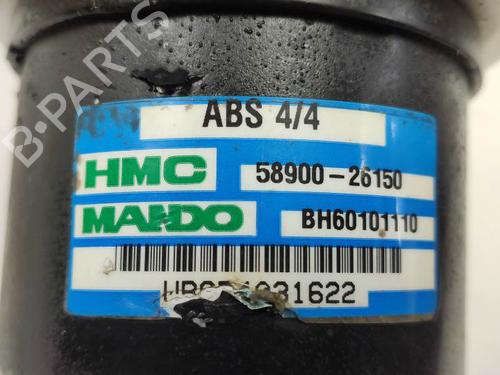 B-PARTS
ABS 4/4
HMC 58900-26150
MANDO BH60101110